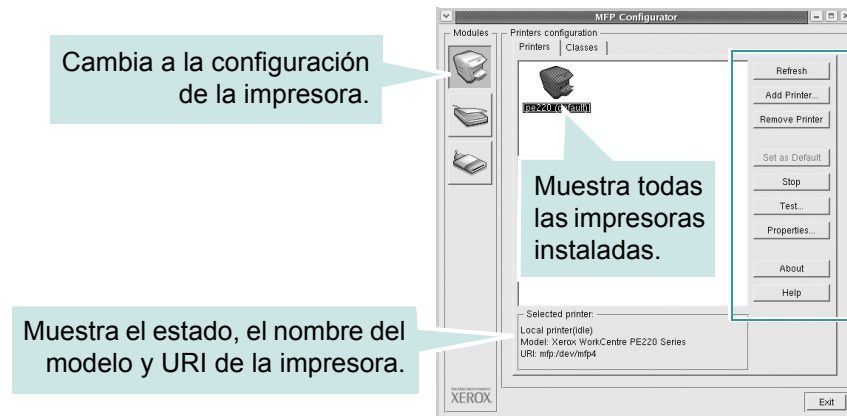 MFP Configurator
Modules
Printers configuration
Printers
Classes
Cambia a la configuración
de la impresora.
Refresh
Add Printer...
Remove Printer
Set as Default
Stop
Test...
Properties...
About
Help
Muestra todas
las impresoras
instaladas.
Muestra el estado, el nombre del
modelo y URI de la impresora.
Selected printer:
Local printer(idle)
Model: Xerox WorkCentre PE220 Series
URI: mfp:/dev/mfp4
XEROX
Exit